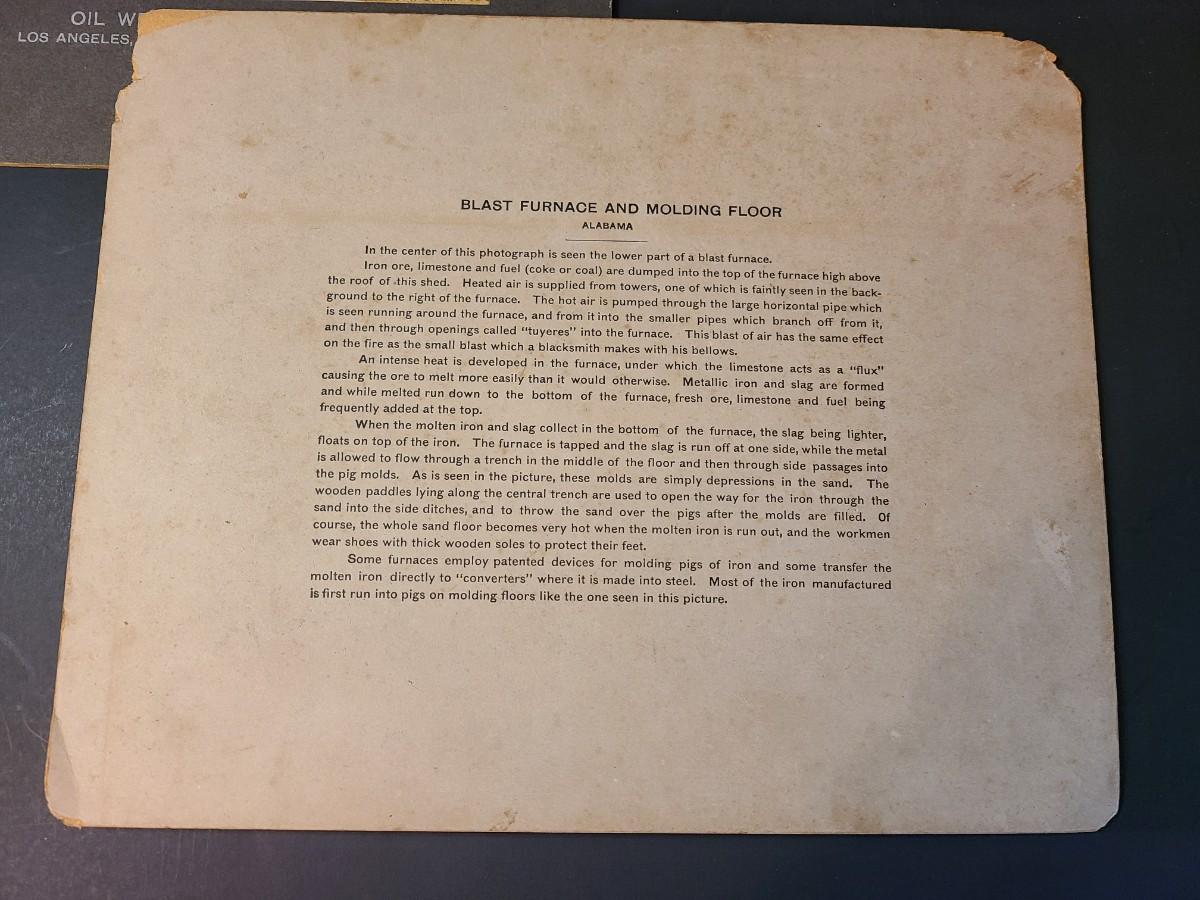 OIL W
LOS ANGELES,
BLAST FURNACE AND MOLDING FLOOR
ALABAMA
In the center of this photograph is seen the lower part of a blast furnace.
Iron ore, limestone and fuel (coke or coal) are dumped into the top of the furnace high above
the roof of this shed. Heated air is supplied from towers, one of which is faintly seen in the back-
ground to the right of the furnace. The hot air is pumped through the large horizontal pipe which
is seen running around the furnace, and from it into the smaller pipes which branch off from it,
and then through openings called "tuyeres" into the furnace. This blast of air has the same effect
on the fire as the small blast which a blacksmith makes with his bellows.
An intense heat is developed in the furnace, under which the limestone acts as a "flux"
causing the ore to melt more easily than it would otherwise. Metallic iron and slag are formed
and while melted run down to the bottom of the furnace, fresh ore, limestone and fuel being
frequently added at the top.
When the molten iron and slag collect in the bottom of the furnace, the slag being lighter,
floats on top of the iron. The furnace is tapped and the slag is run off at one side, while the metal
is allowed to flow through a trench in the middle of the floor and then through side passages into
the pig molds. As is seen in the picture, these molds are simply depressions in the sand. The
wooden paddles lying along the central trench are used to open the way for the iron through the
sand into the side ditches, and to throw the sand over the pigs after the molds are filled. Of
course, the whole sand floor becomes very hot when the molten iron is run out, and the workmen
wear shoes with thick wooden soles to protect their feet.
Some furnaces employ patented devices for molding pigs of iron and some transfer the
molten iron directly to "converters" where it is made into steel. Most of the iron manufactured
is first run into pigs on molding floors like the one seen in this picture.